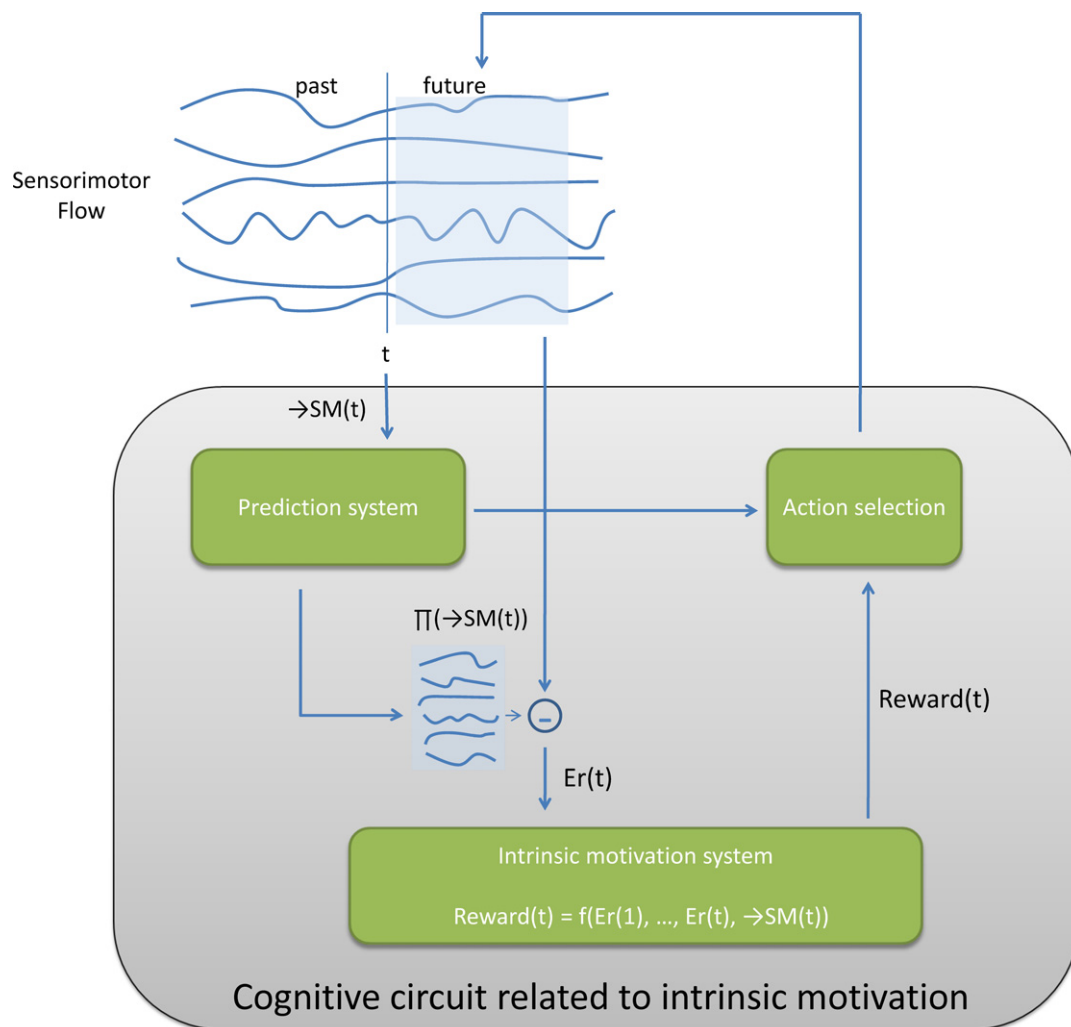 past
future
Sensorimotor
Flow
t
→SM(t)
Prediction system
Action selection
∏(→SM(t))
-
Reward(t)
Er(t)
Intrinsic motivation system
Reward(t) = f(Er(1), ..., Er(t), →SM(t))
Cognitive circuit related to intrinsic motivation